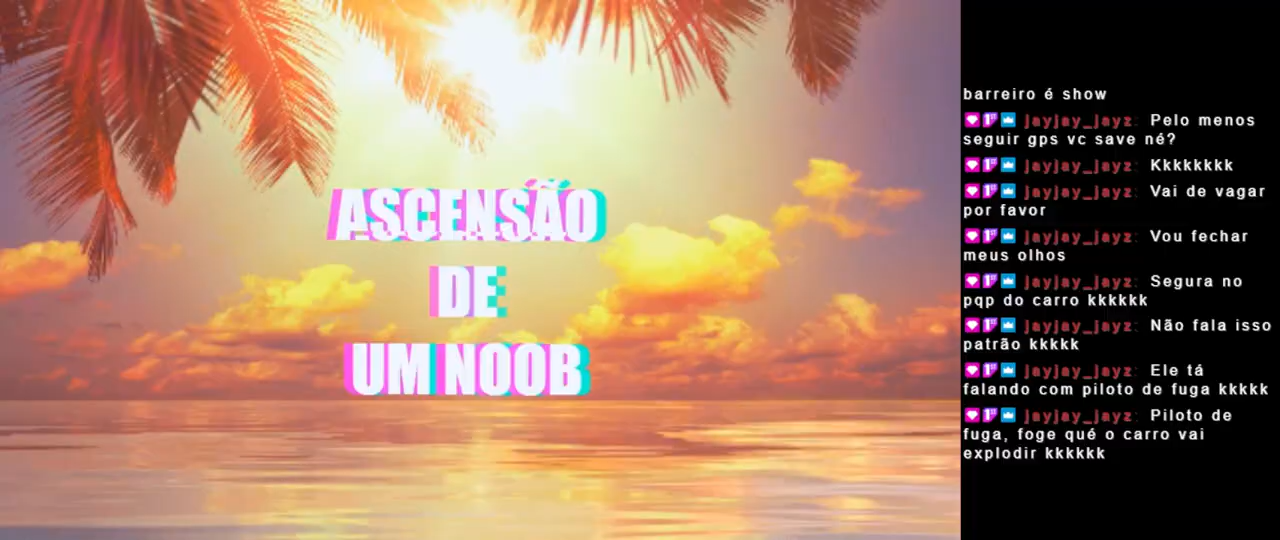 ASCENSÃO
DE
UM NOOB
barreiro é show
jayjay_jayz: Pelo menos
seguir gps vc save né?
jayjay_jayz: Kkkkkkkk
jayjay_jayz: Vai de vagar
por favor
jayjay_jayz: Vou fechar
meus olhos
jayjay_jayz: Segura no
pqp do carro kkkkkk
jayjay_jayz: Não fala isso
patrão kkkkk
jayjay_jayz: Ele tá
falando com piloto de fuga kkkkk
jayjay_jayz: Piloto de
fuga, foge qué o carro vai
explodir kkkkkk